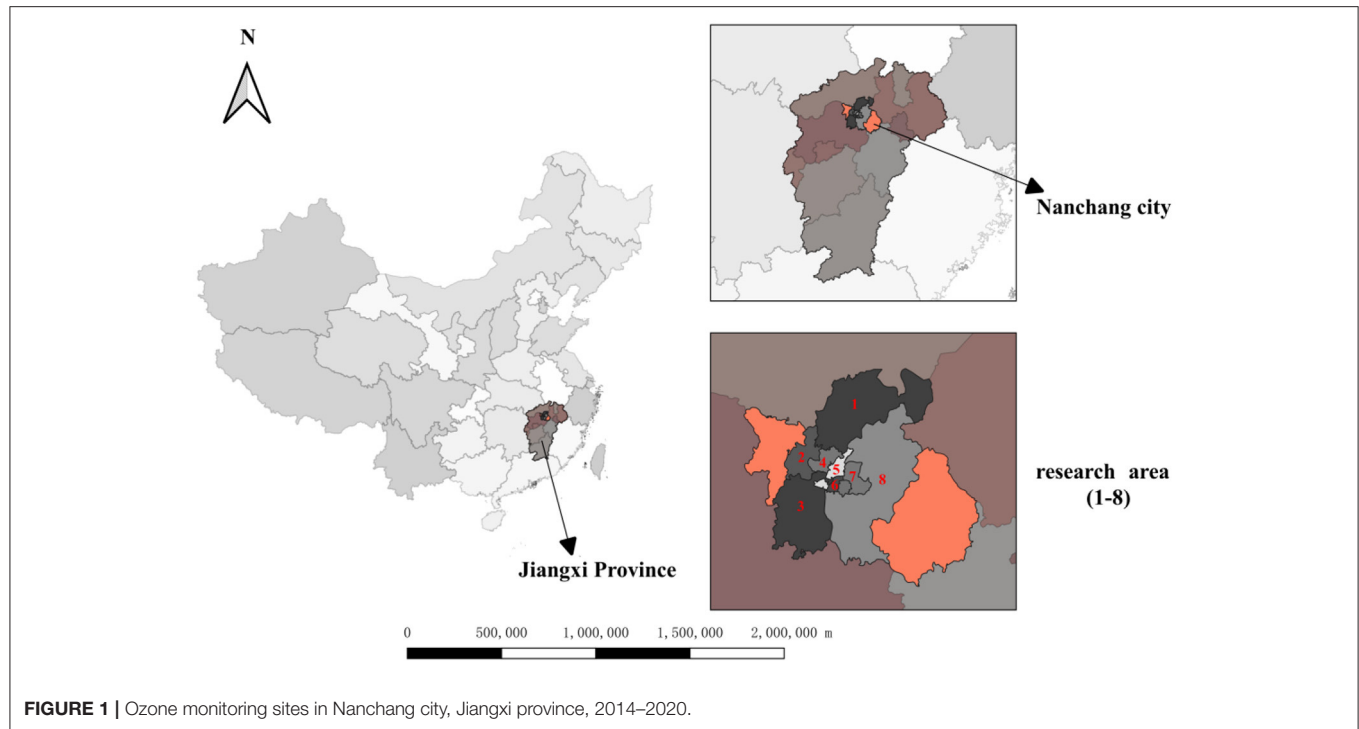 N
Nanchang city
Jiangxi Province
1
2
4
5
7
8
6
3
research area
(1-8)
0 500,000 1,000,000 1,500,000 2,000,000 m
FIGURE 1 | Ozone monitoring sites in Nanchang city, Jiangxi province, 2014–2020.